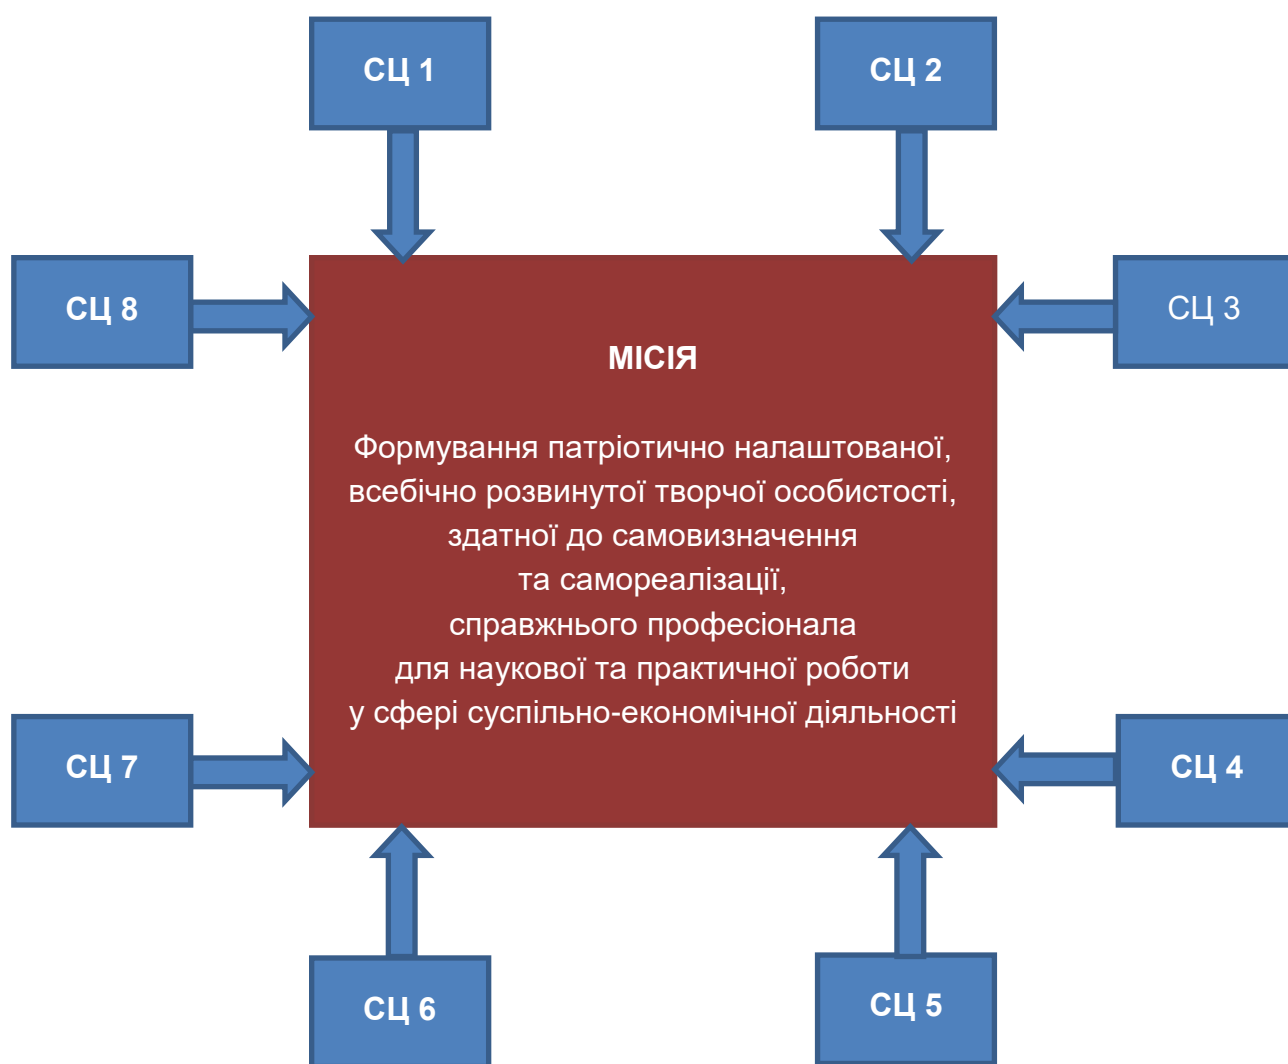 СЦ 1
СЦ 2
СЦ 8
СЦ 3
МІСІЯ
Формування патріотично налаштованої,
всебічно розвинутої творчої особистості,
здатної до самовизначення
та самореалізації,
справжнього професіонала
для наукової та практичної роботи
у сфері суспільно-економічної діяльності
СЦ 7
СЦ 4
СЦ 6
СЦ 5